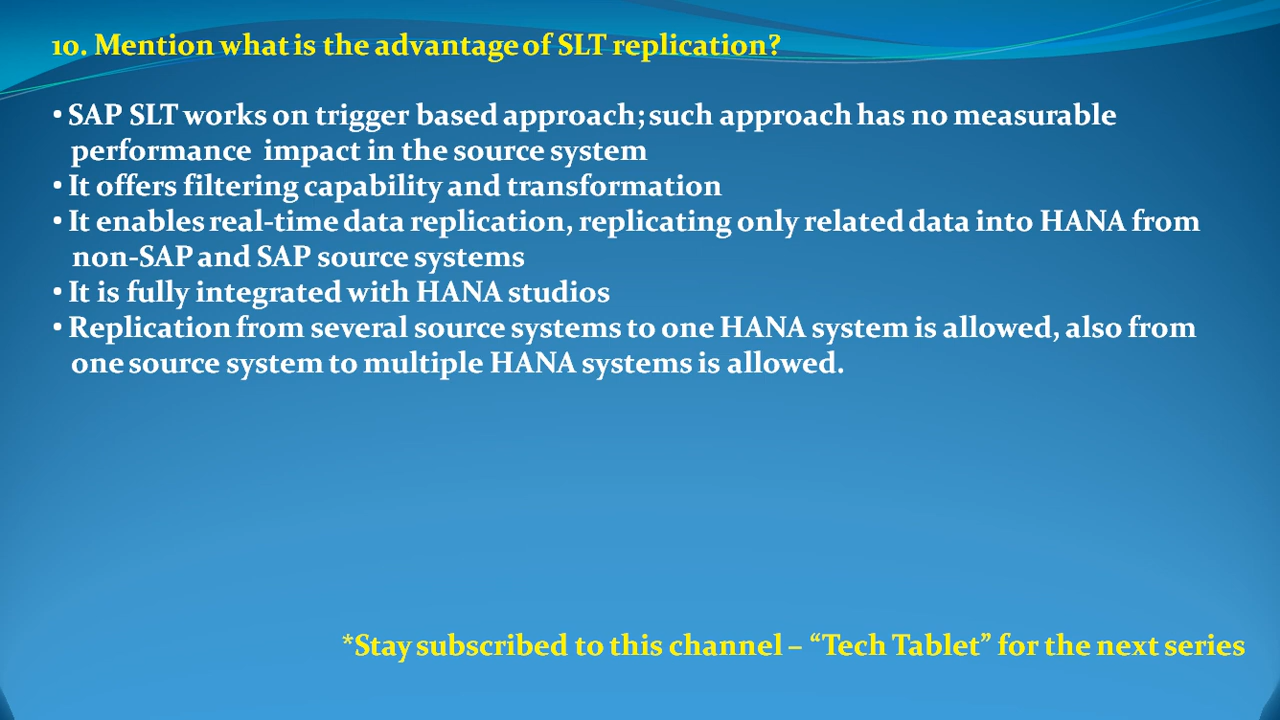 10. Mention what is the advantage of SLT replication?
• SAP SLT works on trigger based approach; such approach has no measurable
performance impact in the source system
• It offers filtering capability and transformation
• It enables real-time data replication, replicating only related data into HANA from
non-SAP and SAP source systems
• It is fully integrated with HANA studios
• Replication from several source systems to one HANA system is allowed, also from
one source system to multiple HANA systems is allowed.
*Stay subscribed to this channel – “Tech Tablet” for the next series